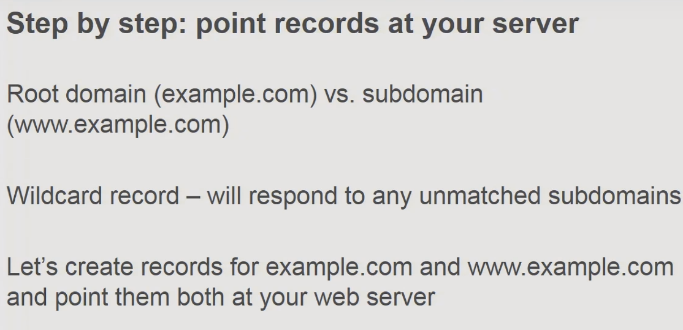 Step by step: point records at your server
Root domain (example.com) vs. subdomain
(www.example.com)
Wildcard record – will respond to any unmatched subdomains
Let’s create records for example.com and www.example.com
and point them both at your web server